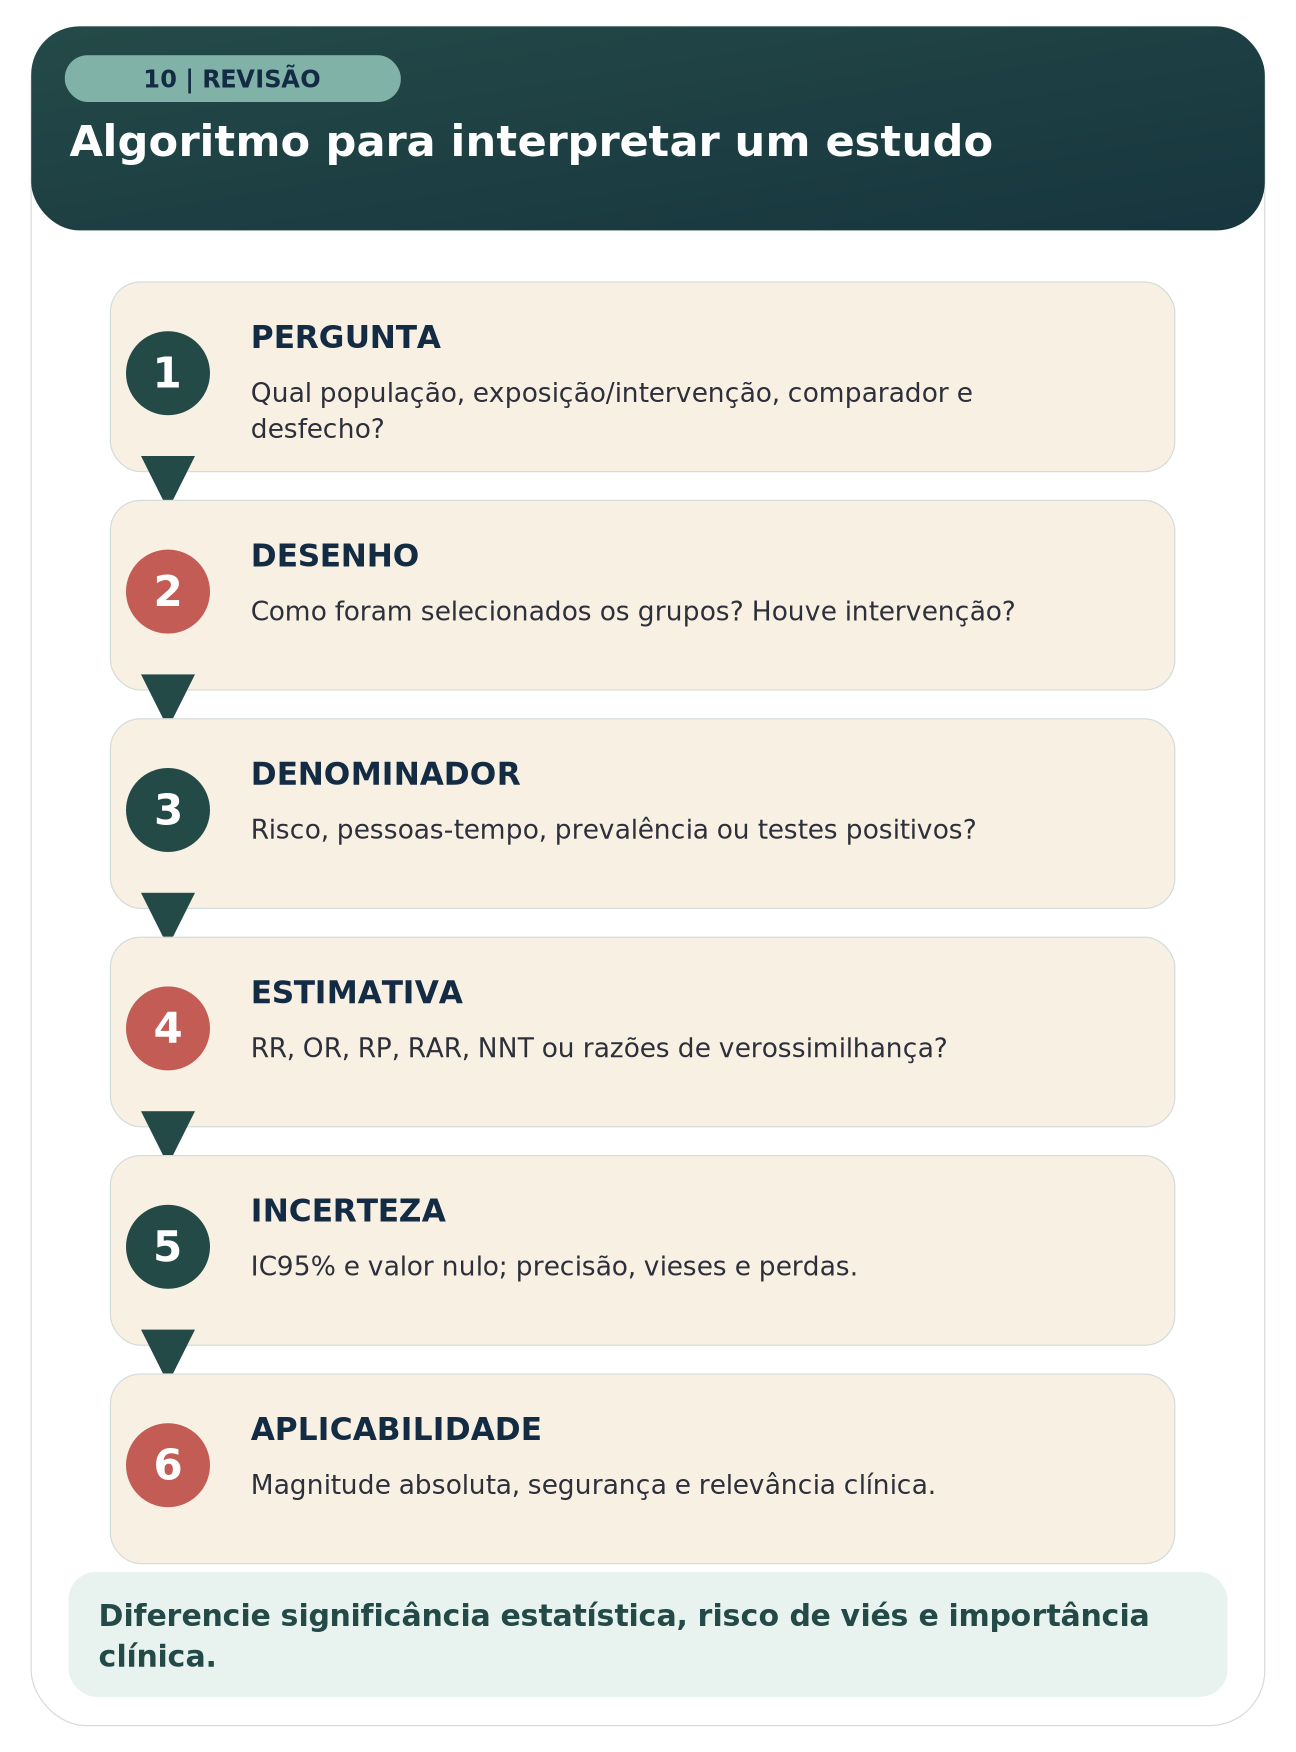 10 | REVISÃO
Algoritmo para interpretar um estudo
1
PERGUNTA
Qual população, exposição/intervenção, comparador e
desfecho?
2
DESENHO
Como foram selecionados os grupos? Houve intervenção?
3
DENOMINADOR
Risco, pessoas-tempo, prevalência ou testes positivos?
4
ESTIMATIVA
RR, OR, RP, RAR, NNT ou razões de verossimilhança?
5
INCERTEZA
IC95% e valor nulo; precisão, vieses e perdas.
6
APLICABILIDADE
Magnitude absoluta, segurança e relevância clínica.
Diferencie significância estatística, risco de viés e importância
clínica.